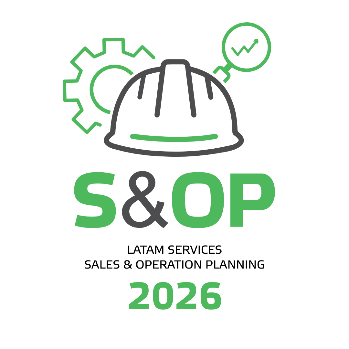 S&OP
LATAM SERVICES
SALES & OPERATION PLANNING
2026